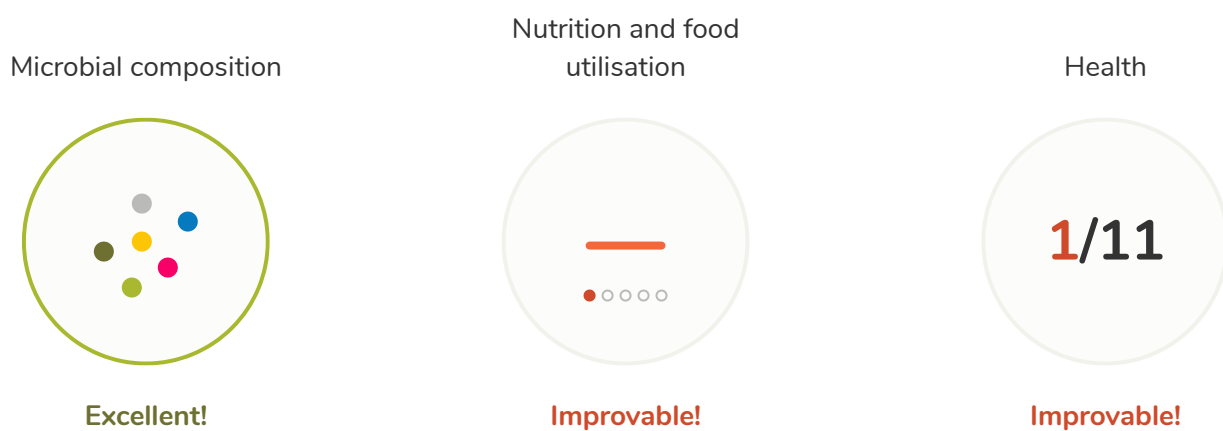 Microbial composition
Nutrition and food
utilisation
Health
1/11
Excellent!
Improvable!
Improvable!